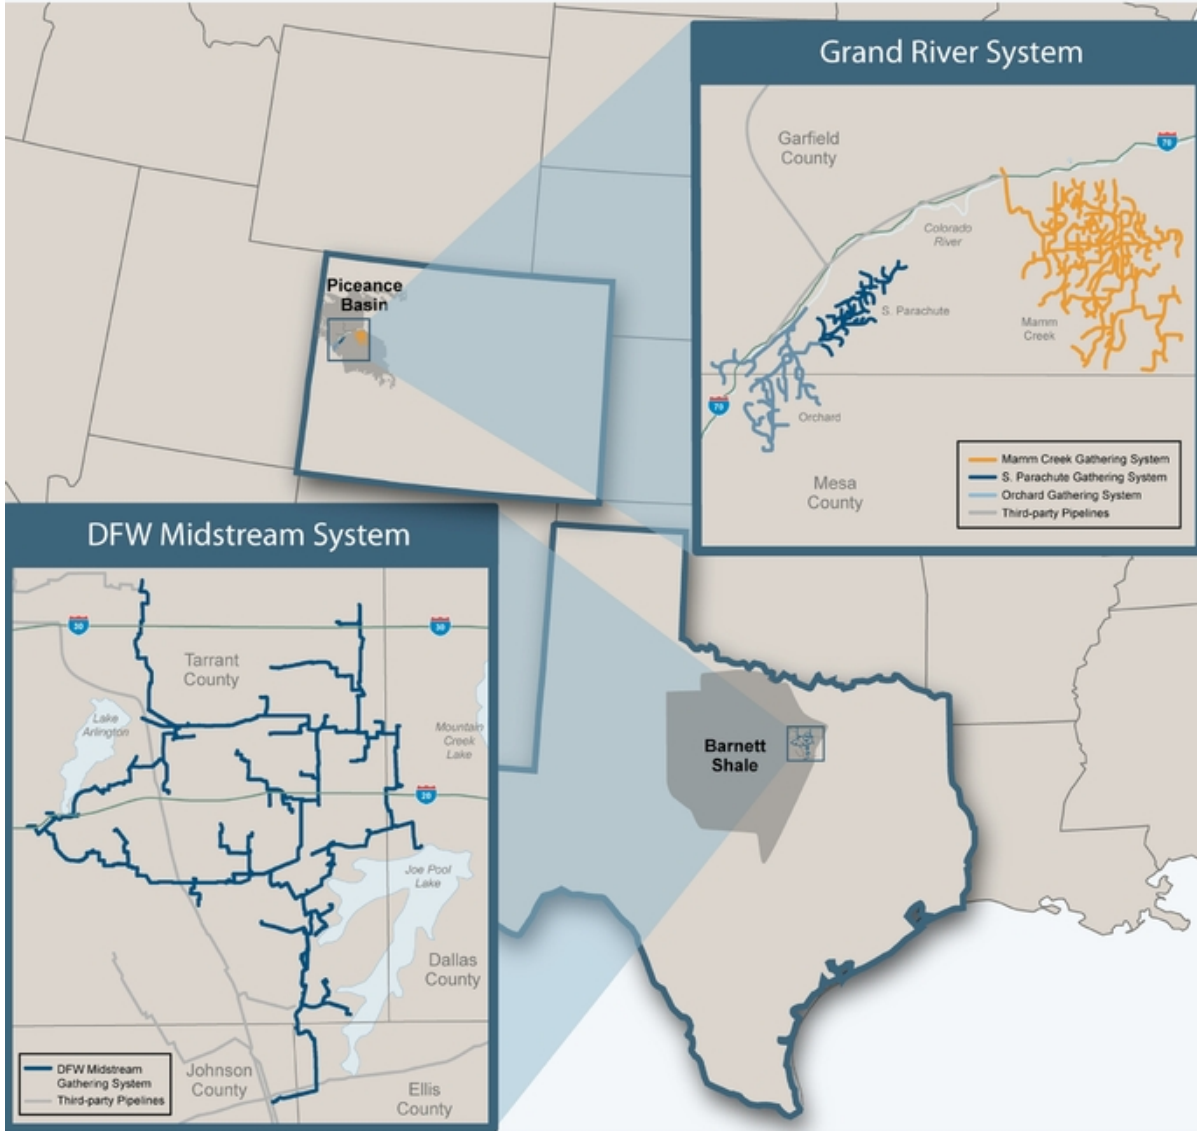 Grand River System
Garfield
County
70
Colorado
River
S. Parachute
Mamm
Creek
70
Orchard
Mesa
County
Mamm Creek Gathering System
S. Parachute Gathering System
Orchard Gathering System
Third-party Pipelines
Piceance
Basin
DFW Midstream System
30
30
Tarrant
County
Lake
Arlington
Mountain
Creek
Lake
20
Joe Pool
Lake
Dallas
County
Johnson
County
Ellis
County
DFW Midstream
Gathering System
Third-party Pipelines
Barnett
Shale